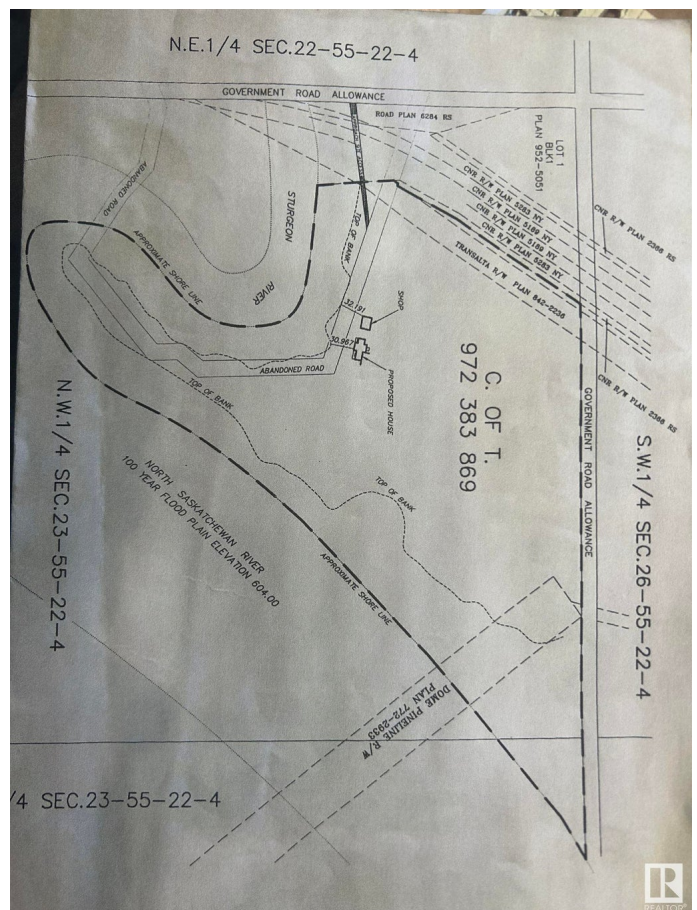 N.E.1/4 SEC.22-55-22-4
GOVERNMENT ROAD ALLOWANCE
ROAD PLAN 6284 RS
LOT 1
BLK1
PLAN 952-5051
CNR R/W PLAN 5263 NY
CNR R/W PLAN 5189 NY
CNR R/W PLAN 5189 NY
CNR R/W PLAN 5263 NY
TRANSALTA R/W PLAN 842-2236
CNR R/W PLAN 2366 RS
CNR R/W PLAN 2366 RS
ABANDONED ROAD
STURGEON
RIVER
TOP OF BANK
APPROXIMATE SHORE LINE
32.191
SHOP
30.967
PROPOSED HOUSE
ABANDONED ROAD
TOP OF BANK
C. OF T.
972 383 869
GOVERNMENT ROAD ALLOWANCE
S.W.1/4 SEC.26-55-22-4
N.W.1/4 SEC.23-55-22-4
NORTH SASKATCHEWAN RIVER
100 YEAR FLOOD PLAIN ELEVATION 604.00
TOP OF BANK
APPROXIMATE SHORE LINE
DOME PIPELINE R/W
PLAN 772-2933
/4 SEC.23-55-22-4
R
REALTOR